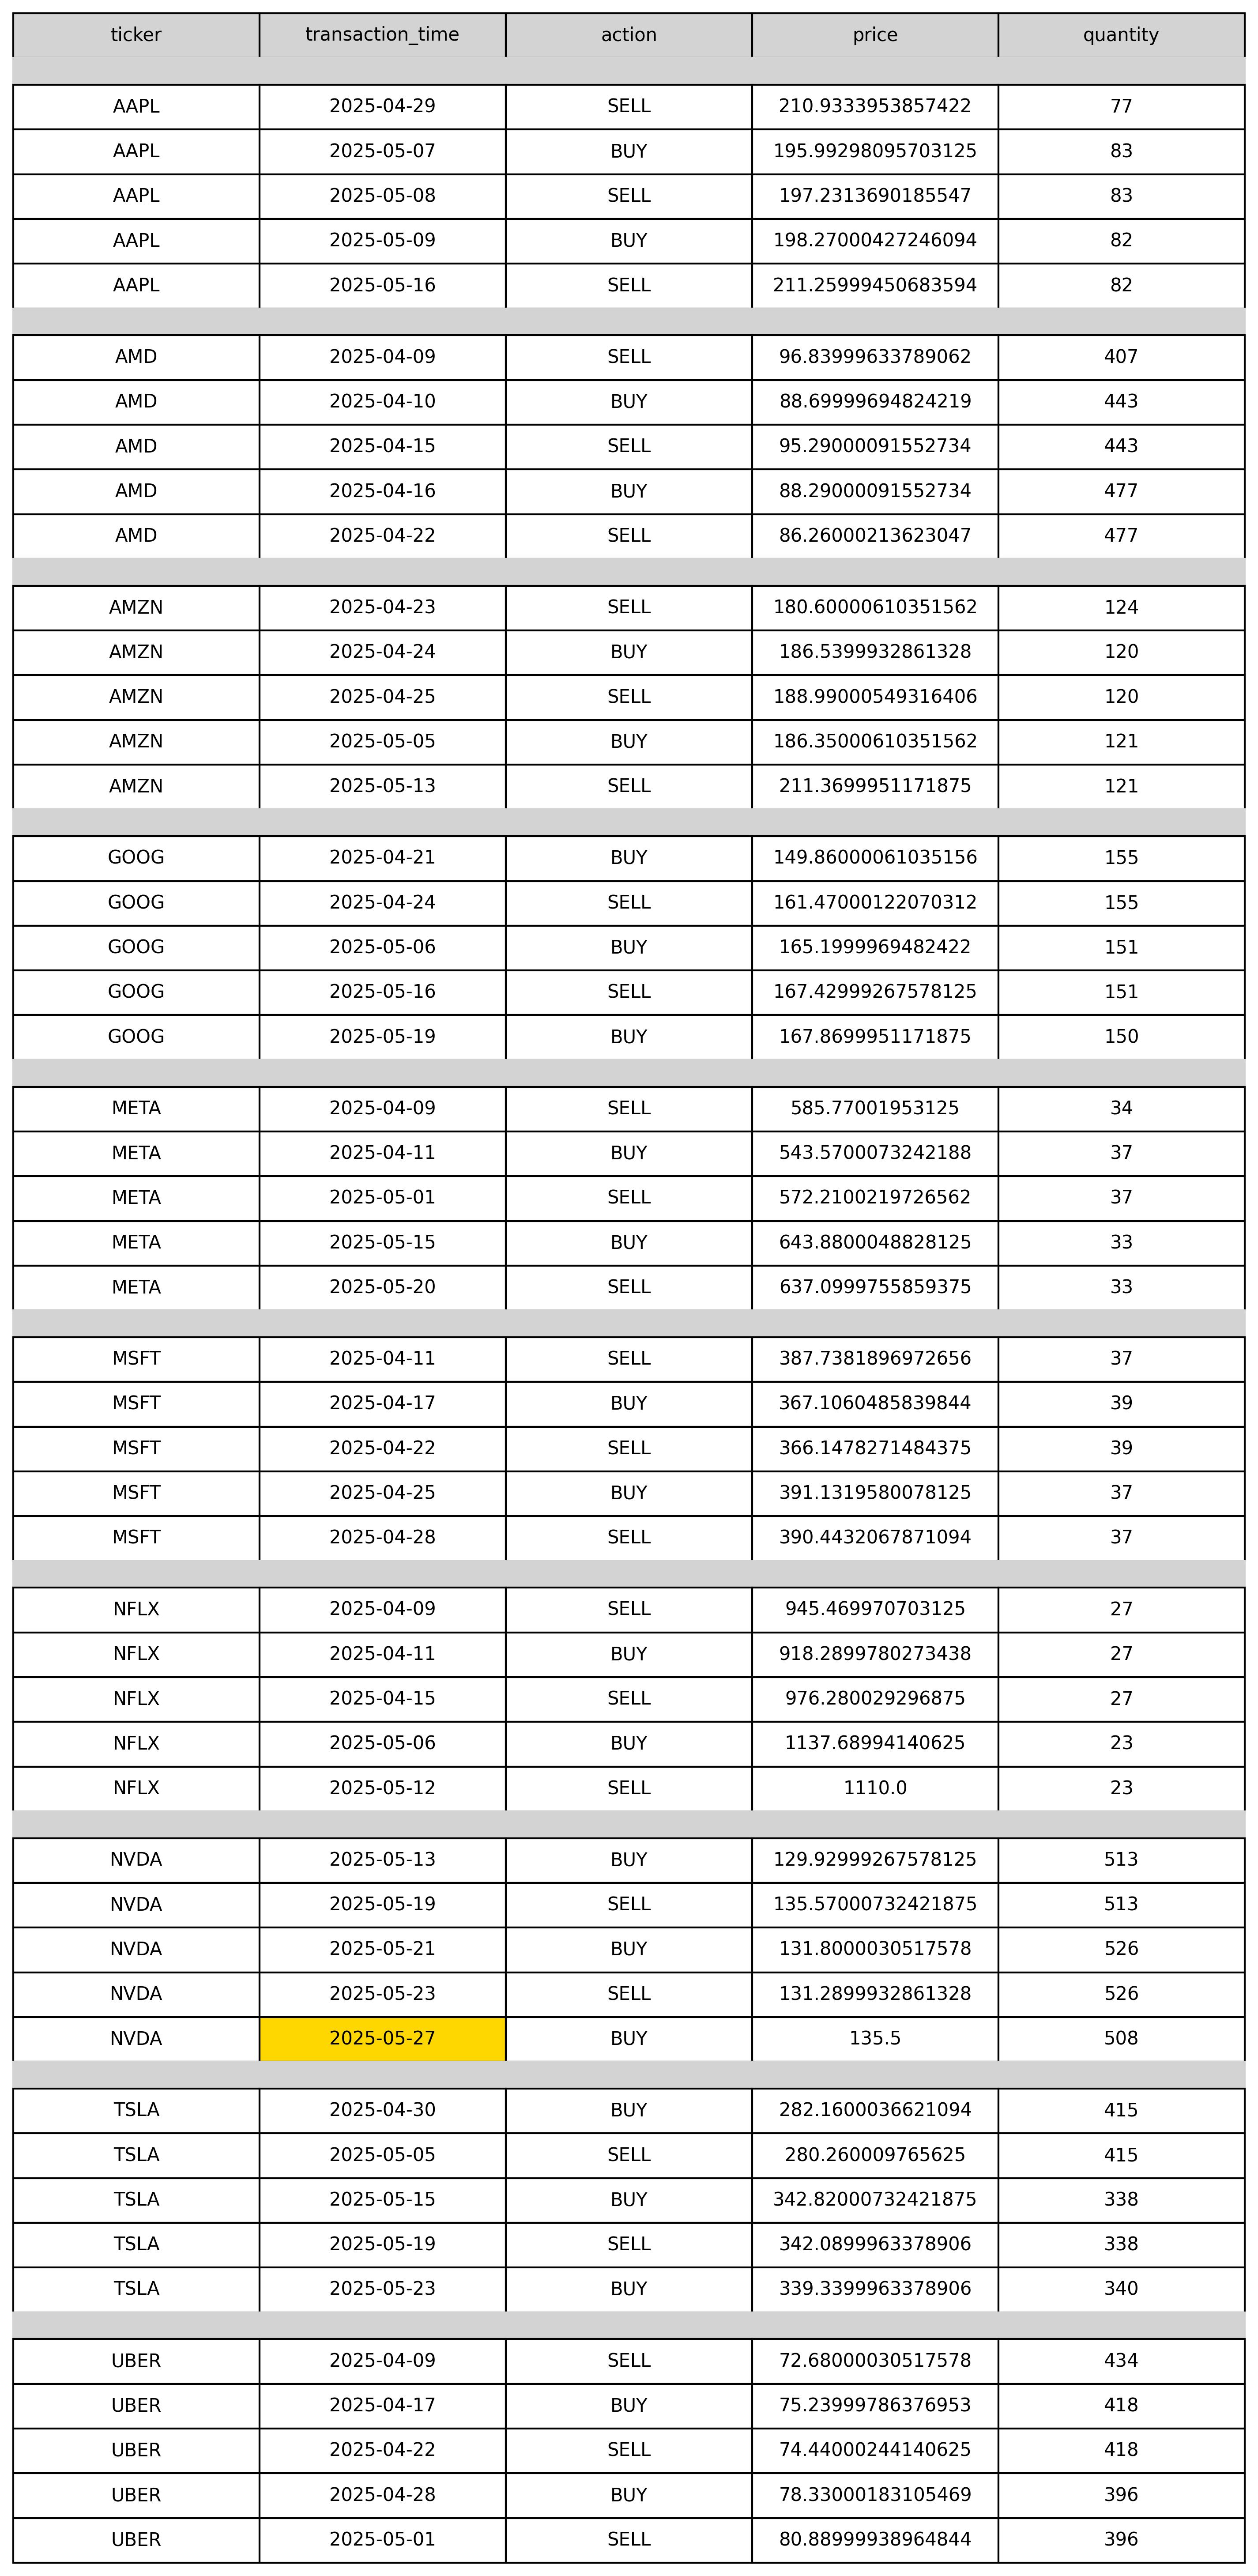 ticker transaction_time action price quantity
AAPL 2025-04-29 SELL 210.9333953857422 77
AAPL 2025-05-07 BUY 195.99298095703125 83
AAPL 2025-05-08 SELL 197.2313690185547 83
AAPL 2025-05-09 BUY 198.27000427246094 82
AAPL 2025-05-16 SELL 211.25999450683594 82
AMD 2025-04-09 SELL 96.83999633789062 407
AMD 2025-04-10 BUY 88.69999694824219 443
AMD 2025-04-15 SELL 95.29000091552734 443
AMD 2025-04-16 BUY 88.29000091552734 477
AMD 2025-04-22 SELL 86.26000213623047 477
AMZN 2025-04-23 SELL 180.60000610351562 124
AMZN 2025-04-24 BUY 186.5399932861328 120
AMZN 2025-04-25 SELL 188.99000549316406 120
AMZN 2025-05-05 BUY 186.35000610351562 121
AMZN 2025-05-13 SELL 211.3699951171875 121
GOOG 2025-04-21 BUY 149.86000061035156 155
GOOG 2025-04-24 SELL 161.47000122070312 155
GOOG 2025-05-06 BUY 165.1999969482422 151
GOOG 2025-05-16 SELL 167.42999267578125 151
GOOG 2025-05-19 BUY 167.8699951171875 150
META 2025-04-09 SELL 585.77001953125 34
META 2025-04-11 BUY 543.5700073242188 37
META 2025-05-01 SELL 572.2100219726562 37
META 2025-05-15 BUY 643.8800048828125 33
META 2025-05-20 SELL 637.0999755859375 33
MSFT 2025-04-11 SELL 387.7381896972656 37
MSFT 2025-04-17 BUY 367.1060485839844 39
MSFT 2025-04-22 SELL 366.1478271484375 39
MSFT 2025-04-25 BUY 391.1319580078125 37
MSFT 2025-04-28 SELL 390.4432067871094 37
NFLX 2025-04-09 SELL 945.469970703125 27
NFLX 2025-04-11 BUY 918.2899780273438 27
NFLX 2025-04-15 SELL 976.280029296875 27
NFLX 2025-05-06 BUY 1137.68994140625 23
NFLX 2025-05-12 SELL 1110.0 23
NVDA 2025-05-13 BUY 129.92999267578125 513
NVDA 2025-05-19 SELL 135.57000732421875 513
NVDA 2025-05-21 BUY 131.8000030517578 526
NVDA 2025-05-23 SELL 131.2899932861328 526
NVDA 2025-05-27 BUY 135.5 508
TSLA 2025-04-30 BUY 282.1600036621094 415
TSLA 2025-05-05 SELL 280.260009765625 415
TSLA 2025-05-15 BUY 342.82000732421875 338
TSLA 2025-05-19 SELL 342.0899963378906 338
TSLA 2025-05-23 BUY 339.3399963378906 340
UBER 2025-04-09 SELL 72.68000030517578 434
UBER 2025-04-17 BUY 75.23999786376953 418
UBER 2025-04-22 SELL 74.44000244140625 418
UBER 2025-04-28 BUY 78.33000183105469 396
UBER 2025-05-01 SELL 80.88999938964844 396